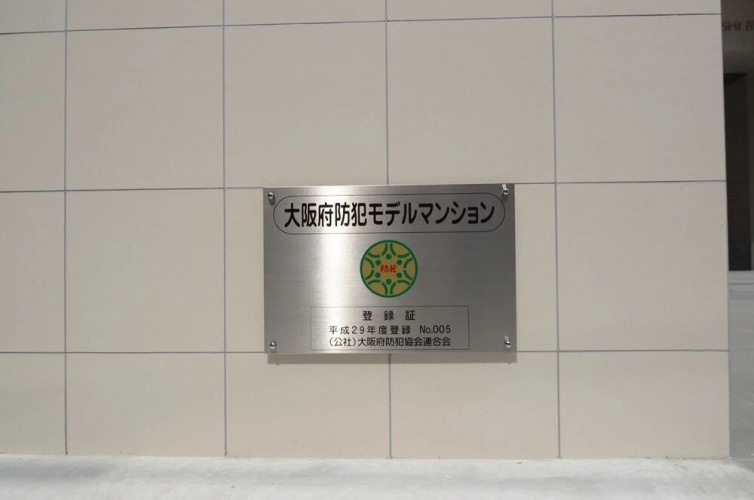 大阪府防犯モデルマンション
防犯
登録証
平成29年度登録 No.005
(公社)大阪府防犯協会連合会